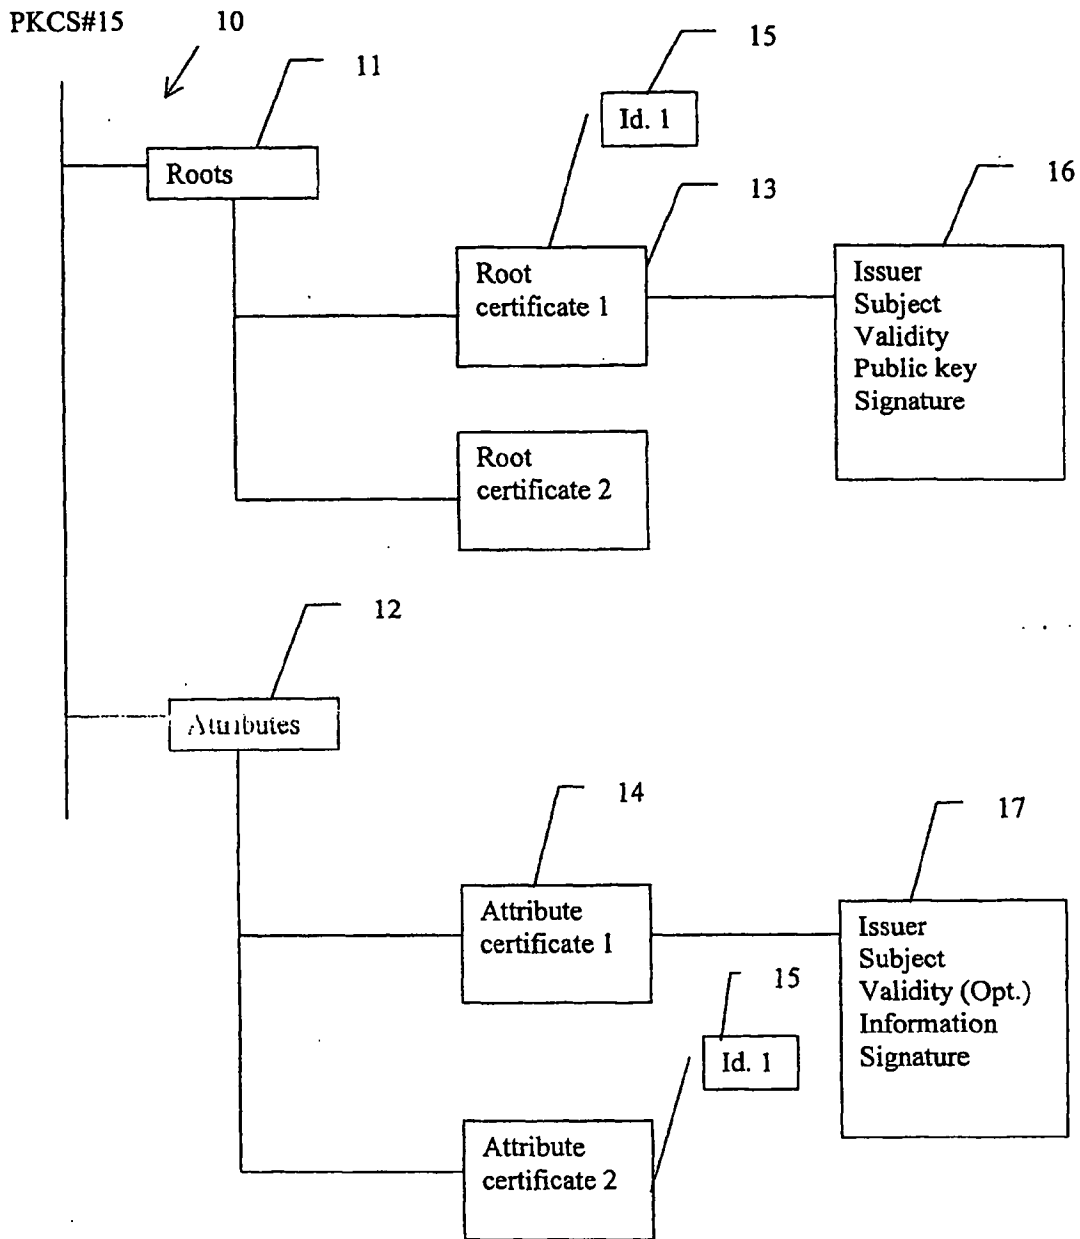 PKCS#15
10
11
15
Id. 1
Roots
13
16
Root
certificate 1
Issuer
Subject
Validity
Public key
Signature
Root
certificate 2
12
Attributes
14
17
Attribute
certificate 1
Issuer
Subject
Validity (Opt.)
Information
Signature
15
Id. 1
Attribute
certificate 2